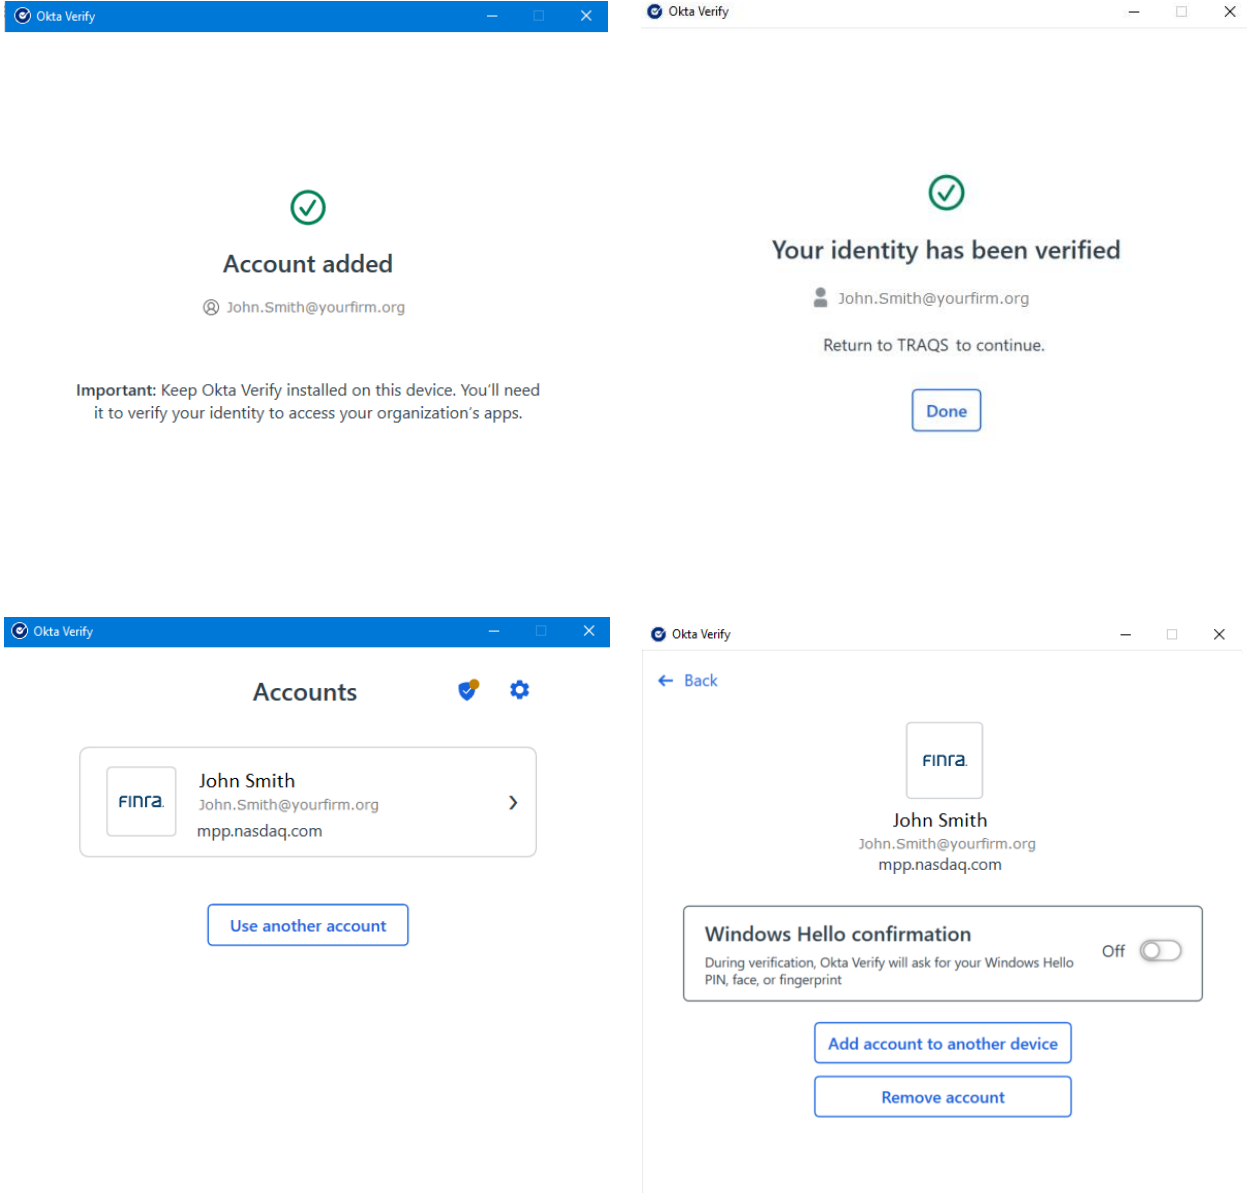 Okta Verify
Account added
John.Smith@yourfirm.org
Important: Keep Okta Verify installed on this device. You'll need
it to verify your identity to access your organization's apps.
Okta Verify
Your identity has been verified
John.Smith@yourfirm.org
Return to TRAQS to continue.
Done
Okta Verify
Accounts
FINRA.
John Smith
John.Smith@yourfirm.org
mpp.nasdaq.com
Use another account
Okta Verify
Back
FINRA.
John Smith
John.Smith@yourfirm.org
mpp.nasdaq.com
Windows Hello confirmation
During verification, Okta Verify will ask for your Windows Hello
PIN, face, or fingerprint
Off
Add account to another device
Remove account